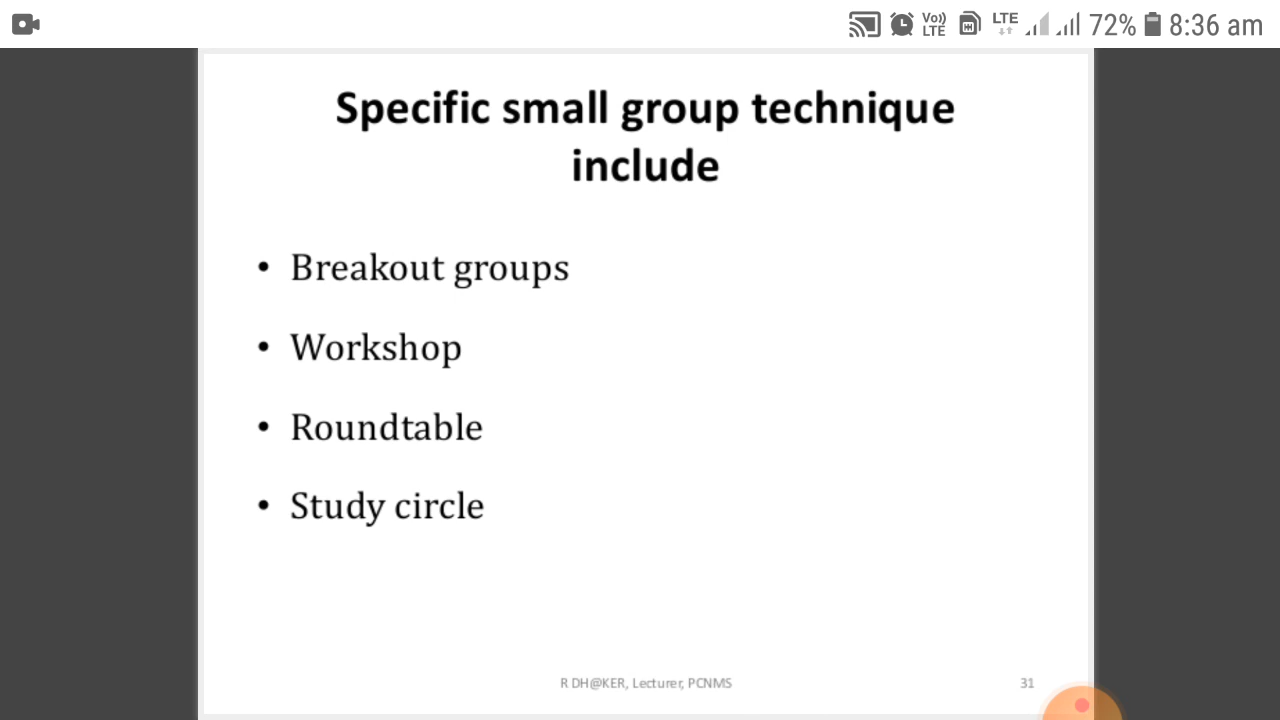 Vo))
LTE
LTE
72%
8:36 am
Specific small group technique
include
• Breakout groups
• Workshop
• Roundtable
• Study circle
R DH@KER, Lecturer, PCNMS
31